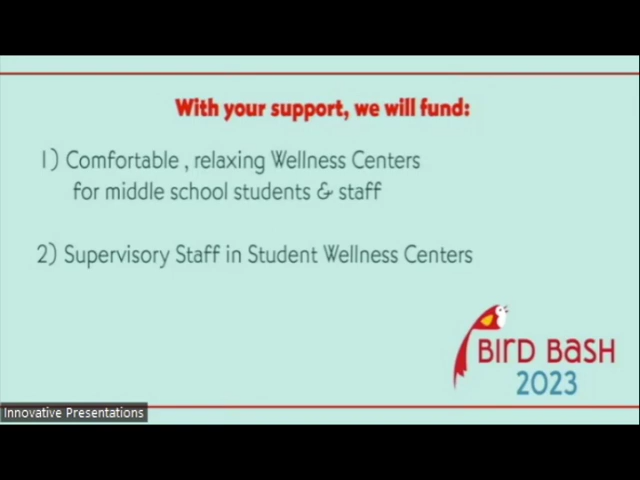 With your support, we will fund:
1) Comfortable , relaxing Wellness Centers
for middle school students & staff
2) Supervisory Staff in Student Wellness Centers
BIrD BaSH
2023
Innovative Presentations